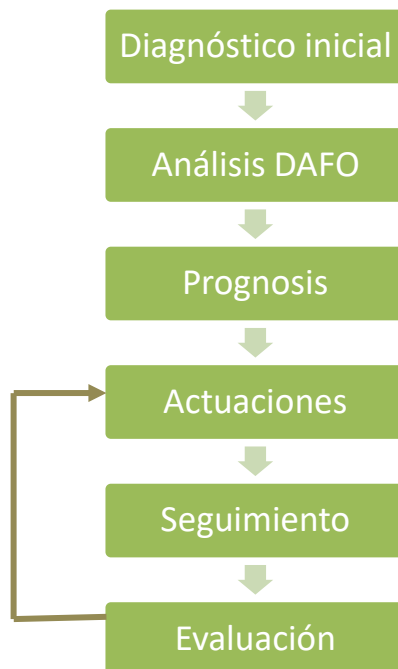 Diagnóstico inicial
Análisis DAFO
Prognosis
Actuaciones
Seguimiento
Evaluación